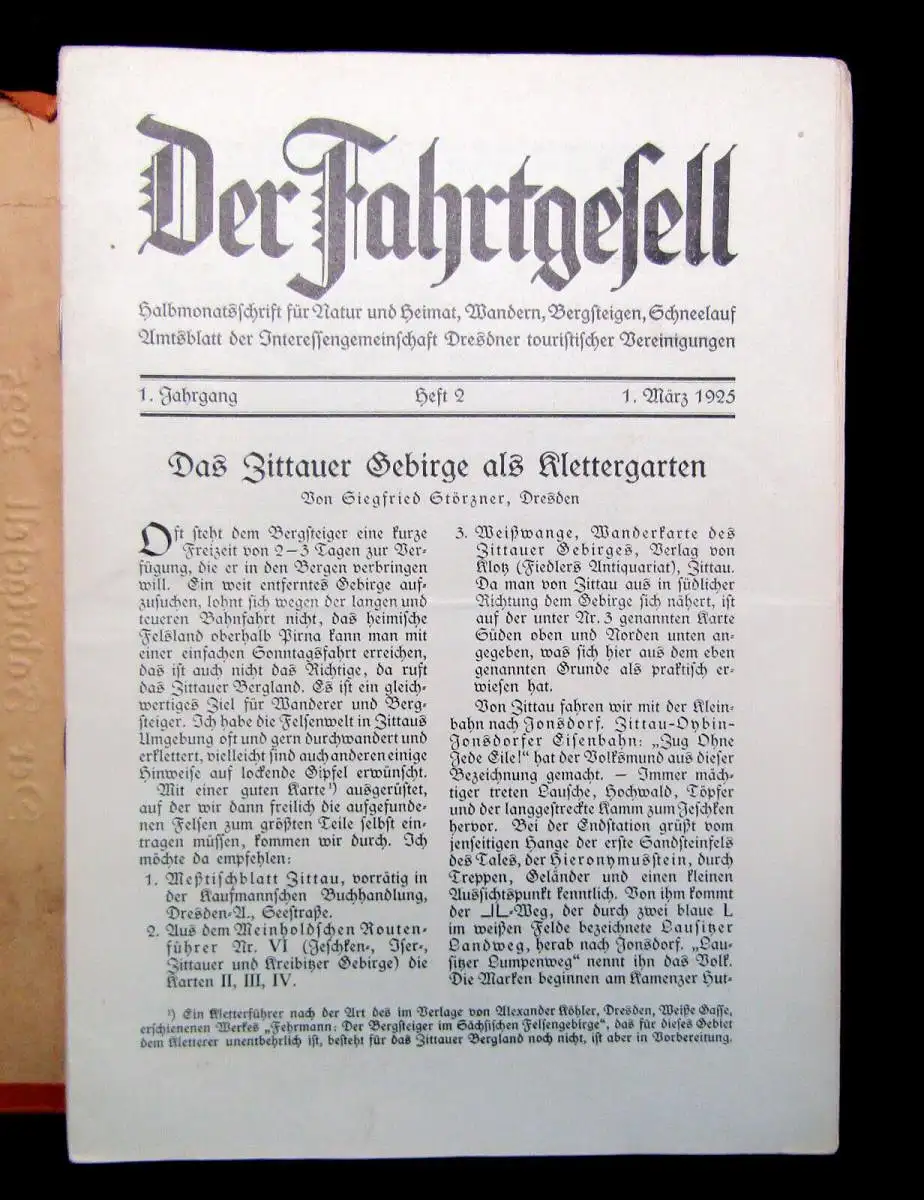 Der Fahrtgesell
Halbmonatsschrift für Natur und Heimat, Wandern, Bergsteigen, Schneelauf
Amtsblatt der Interessengemeinschaft Dresdner touristischer Vereinigungen
1. Jahrgang Heft 2 1. März 1925
Das Zittauer Gebirge als Klettergarten
Von Siegfried Störzner, Dresden
Oft steht dem Bergsteiger eine kurze
Freizeit von 2–3 Tagen zur Ver-
fügung, die er in den Bergen verbringen
will. Ein weit entferntes Gebirge auf-
zusuchen, lohnt sich wegen der langen und
teueren Bahnfahrt nicht, das heimische
Felsland oberhalb Pirna kann man mit
einer einfachen Sonntagsfahrt erreichen,
das ist auch nicht das Richtige, da ruft
das Zittauer Bergland. Es ist ein gleich-
wertiges Ziel für Wanderer und Berg-
steiger. Ich habe die Felsenwelt in Zittaus
Umgebung oft und gern durchwandert und
erklettert, vielleicht sind auch anderen einige
Hinweise auf lockende Gipfel erwünscht.
Mit einer guten Karte¹) ausgerüstet,
auf der wir dann freilich die aufgefunde-
nen Felsen zum größten Teile selbst ein-
tragen müssen, kommen wir durch. Ich
möchte da empfehlen:
1. Meßtischblatt Zittau, vorrätig in
der Kaufmannschen Buchhandlung,
Dresden-A., Seestraße.
2. Aus dem Meinholdschen Routen-
führer Nr. VI (Jeschken-, Iser-,
Zittauer und Kreibitzer Gebirge) die
Karten II, III, IV.
3. Weißwange, Wanderkarte des
Zittauer Gebirges, Verlag von
Klotz (Fiedlers Antiquariat), Zittau.
Da man von Zittau aus in südlicher
Richtung dem Gebirge sich nähert, ist
auf der unter Nr. 3 genannten Karte
Süden oben und Norden unten an-
gegeben, was sich hier aus dem eben
genannten Grunde als praktisch er-
wiesen hat.
Von Zittau fahren wir mit der Klein-
bahn nach Jonsdorf. Zittau-Oybin-
Jonsdorfer Eisenbahn: „Zug Ohne
Jede Eile!“ hat der Volksmund aus dieser
Bezeichnung gemacht. – Immer mäch-
tiger treten Lausche, Hochwald, Töpfer
und der langgestreckte Kamm zum Jeschken
hervor. Bei der Endstation grüßt vom
jenseitigen Hange der erste Sandsteinfels
des Tales, der Hieronymusstein, durch
Treppen, Geländer und einen kleinen
Aussichtspunkt kenntlich. Von ihm kommt
der ⅃L-Weg, der durch zwei blaue L
im weißen Felde bezeichnete Lausitzer
Landweg, herab nach Jonsdorf. „Lau-
sitzer Lumpenweg“ nennt ihn das Volk.
Die Marken beginnen am Kamenzer Hut-
¹) Ein Kletterführer nach der Art des im Verlage von Alexander Köhler, Dresden, Weiße Gasse,
erschienenen Werkes „Fehrmann: Der Bergsteiger im Sächsischen Felsengebirge“, das für dieses Gebiet
dem Kletterer unentbehrlich ist, besteht für das Zittauer Bergland noch nicht, ist aber in Vorbereitung.